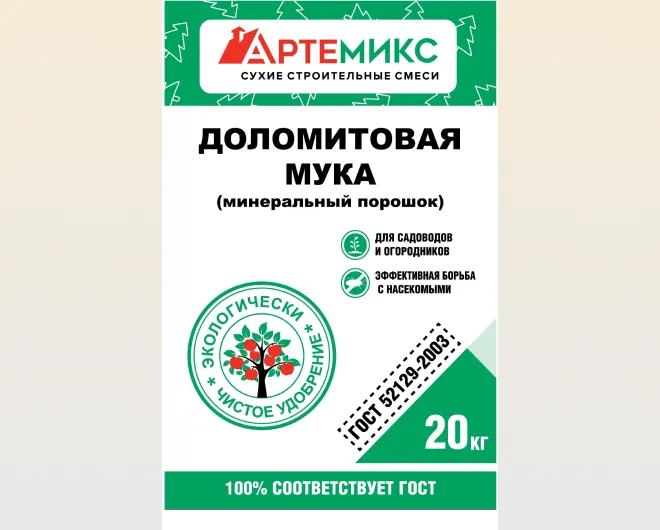 АРТЕМИКС
СУХИЕ СТРОИТЕЛЬНЫЕ СМЕСИ
ДОЛОМИТОВАЯ
МУКА
(минеральный порошок)
ДЛЯ САДОВОДОВ
И ОГОРОДНИКОВ
ЭФФЕКТИВНАЯ БОРЬБА
С НАСЕКОМЫМИ
ЭКОЛОГИЧЕСКИ
* ЧИСТОЕ УДОБРЕНИЕ *
ГОСТ 52129-2003
20 КГ
100% СООТВЕТСТВУЕТ ГОСТ